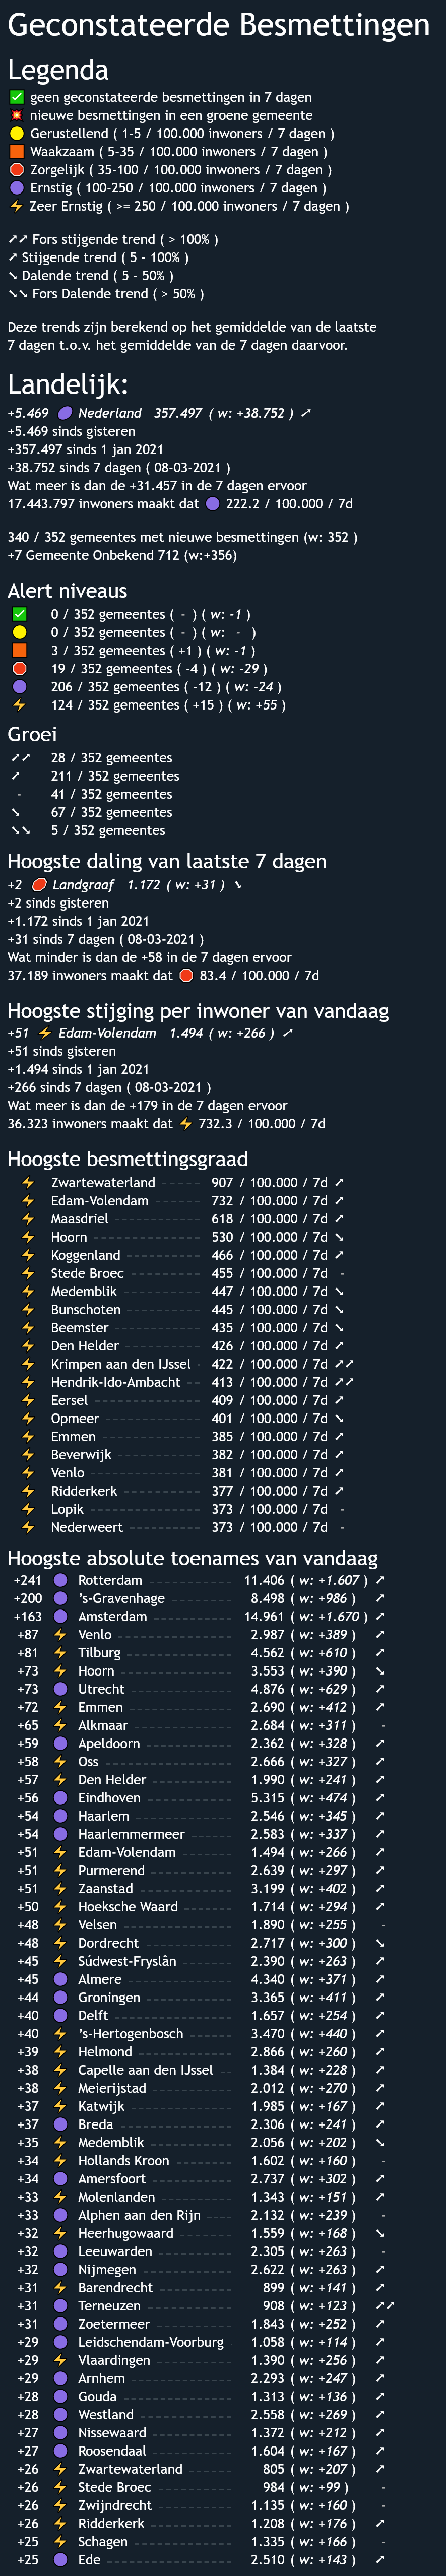 Geconstateerde Besmettingen
Legenda
geen geconstateerde besmettingen in 7 dagen
nieuwe besmettingen in een groene gemeente
Gerustellend ( 1-5 / 100.000 inwoners / 7 dagen )
Waakzaam ( 5-35 / 100.000 inwoners / 7 dagen )
Zorgelijk ( 35-100 / 100.000 inwoners / 7 dagen )
Ernstig ( 100-250 / 100.000 inwoners / 7 dagen )
Zeer Ernstig ( >= 250 / 100.000 inwoners / 7 dagen )
↗↗ Fors stijgende trend ( > 100% )
↗ Stijgende trend ( 5 - 100% )
↘ Dalende trend ( 5 - 50% )
↘↘ Fors Dalende trend ( > 50% )
Deze trends zijn berekend op het gemiddelde van de laatste
7 dagen t.o.v. het gemiddelde van de 7 dagen daarvoor.
Landelijk:
+5.469 Nederland 357.497 ( w: +38.752 ) ↗
+5.469 sinds gisteren
+357.497 sinds 1 jan 2021
+38.752 sinds 7 dagen ( 08-03-2021 )
Wat meer is dan de +31.457 in de 7 dagen ervoor
17.443.797 inwoners maakt dat 222.2 / 100.000 / 7d
340 / 352 gemeentes met nieuwe besmettingen (w: 352 )
+7 Gemeente Onbekend 712 (w:+356)
Alert niveaus
0 / 352 gemeentes ( - ) ( w: -1 )
0 / 352 gemeentes ( - ) ( w: - )
3 / 352 gemeentes ( +1 ) ( w: -1 )
19 / 352 gemeentes ( -4 ) ( w: -29 )
206 / 352 gemeentes ( -12 ) ( w: -24 )
124 / 352 gemeentes ( +15 ) ( w: +55 )
Groei
↗↗ 28 / 352 gemeentes
↗ 211 / 352 gemeentes
- 41 / 352 gemeentes
↘ 67 / 352 gemeentes
↘↘ 5 / 352 gemeentes
Hoogste daling van laatste 7 dagen
+2 Landgraaf 1.172 ( w: +31 ) ↘
+2 sinds gisteren
+1.172 sinds 1 jan 2021
+31 sinds 7 dagen ( 08-03-2021 )
Wat minder is dan de +58 in de 7 dagen ervoor
37.189 inwoners maakt dat 83.4 / 100.000 / 7d
Hoogste stijging per inwoner van vandaag
+51 Edam-Volendam 1.494 ( w: +266 ) ↗
+51 sinds gisteren
+1.494 sinds 1 jan 2021
+266 sinds 7 dagen ( 08-03-2021 )
Wat meer is dan de +179 in de 7 dagen ervoor
36.323 inwoners maakt dat 732.3 / 100.000 / 7d
Hoogste besmettingsgraad
Zwartewaterland 907 / 100.000 / 7d ↗
Edam-Volendam 732 / 100.000 / 7d ↗
Maasdriel 618 / 100.000 / 7d ↗
Hoorn 530 / 100.000 / 7d ↘
Koggenland 466 / 100.000 / 7d ↗
Stede Broec 455 / 100.000 / 7d -
Medemblik 447 / 100.000 / 7d ↘
Bunschoten 445 / 100.000 / 7d ↘
Beemster 435 / 100.000 / 7d ↘
Den Helder 426 / 100.000 / 7d ↗
Krimpen aan den IJssel 422 / 100.000 / 7d ↗↗
Hendrik-Ido-Ambacht 413 / 100.000 / 7d ↗↗
Eersel 409 / 100.000 / 7d ↗
Opmeer 401 / 100.000 / 7d ↘
Emmen 385 / 100.000 / 7d ↗
Beverwijk 382 / 100.000 / 7d ↗
Venlo 381 / 100.000 / 7d ↗
Ridderkerk 377 / 100.000 / 7d ↗
Lopik 373 / 100.000 / 7d -
Nederweert 373 / 100.000 / 7d -
Hoogste absolute toenames van vandaag
+241 Rotterdam 11.406 ( w: +1.607 ) ↗
+200 's-Gravenhage 8.498 ( w: +986 ) ↗
+163 Amsterdam 14.961 ( w: +1.670 ) ↗
+87 Venlo 2.987 ( w: +389 ) ↗
+81 Tilburg 4.562 ( w: +610 ) ↗
+73 Hoorn 3.553 ( w: +390 ) ↘
+73 Utrecht 4.876 ( w: +629 ) ↗
+72 Emmen 2.690 ( w: +412 ) ↗
+65 Alkmaar 2.684 ( w: +311 ) -
+59 Apeldoorn 2.362 ( w: +328 ) ↗
+58 Oss 2.666 ( w: +327 ) ↗
+57 Den Helder 1.990 ( w: +241 ) ↗
+56 Eindhoven 5.315 ( w: +474 ) ↗
+54 Haarlem 2.546 ( w: +345 ) ↗
+54 Haarlemmermeer 2.583 ( w: +337 ) ↗
+51 Edam-Volendam 1.494 ( w: +266 ) ↗
+51 Purmerend 2.639 ( w: +297 ) ↗
+51 Zaanstad 3.199 ( w: +402 ) ↗
+50 Hoeksche Waard 1.714 ( w: +294 ) ↗
+48 Velsen 1.890 ( w: +255 ) -
+48 Dordrecht 2.717 ( w: +300 ) ↘
+45 Súdwest-Fryslân 2.390 ( w: +263 ) ↗
+45 Almere 4.340 ( w: +371 ) ↗
+44 Groningen 3.365 ( w: +411 ) ↗
+40 Delft 1.657 ( w: +254 ) ↗
+40 's-Hertogenbosch 3.470 ( w: +440 ) ↗
+39 Helmond 2.866 ( w: +260 ) ↗
+38 Capelle aan den IJssel 1.384 ( w: +228 ) ↗
+38 Meierijstad 2.012 ( w: +270 ) ↗
+37 Katwijk 1.985 ( w: +167 ) ↗
+37 Breda 2.306 ( w: +241 ) ↗
+35 Medemblik 2.056 ( w: +202 ) ↘
+34 Hollands Kroon 1.602 ( w: +160 ) -
+34 Amersfoort 2.737 ( w: +302 ) ↗
+33 Molenlanden 1.343 ( w: +151 ) ↗
+33 Alphen aan den Rijn 2.132 ( w: +239 ) -
+32 Heerhugowaard 1.559 ( w: +168 ) ↘
+32 Leeuwarden 2.305 ( w: +263 ) -
+32 Nijmegen 2.622 ( w: +263 ) ↗
+31 Barendrecht 899 ( w: +141 ) ↗
+31 Terneuzen 908 ( w: +123 ) ↗↗
+31 Zoetermeer 1.843 ( w: +252 ) ↗
+29 Leidschendam-Voorburg 1.058 ( w: +114 ) ↗
+29 Vlaardingen 1.390 ( w: +256 ) ↗
+29 Arnhem 2.293 ( w: +247 ) ↗
+28 Gouda 1.313 ( w: +136 ) ↗
+28 Westland 2.558 ( w: +269 ) ↗
+27 Nissewaard 1.372 ( w: +212 ) ↗
+27 Roosendaal 1.604 ( w: +167 ) ↗
+26 Zwartewaterland 805 ( w: +207 ) ↗
+26 Stede Broec 984 ( w: +99 ) -
+26 Zwijndrecht 1.135 ( w: +160 ) -
+26 Ridderkerk 1.208 ( w: +176 ) ↗
+25 Schagen 1.335 ( w: +166 ) -
+25 Ede 2.510 ( w: +143 ) ↗